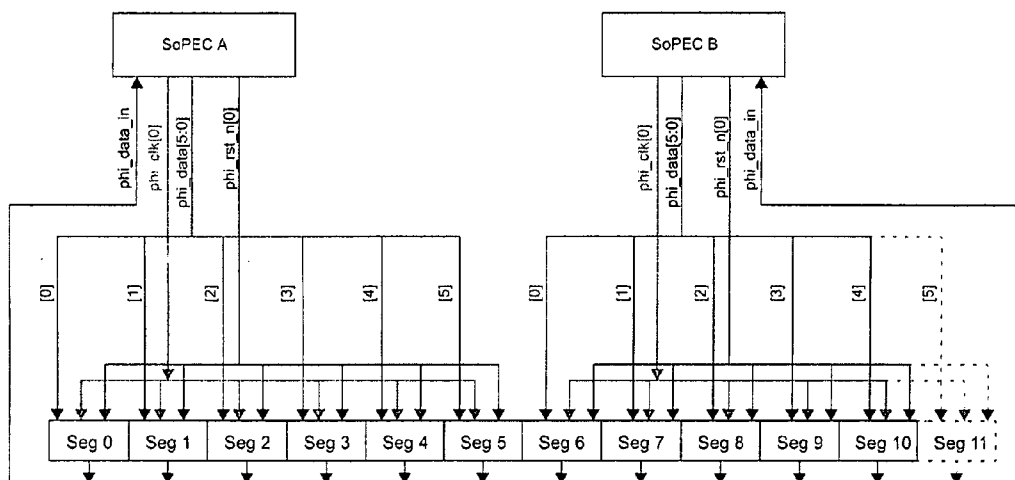 SoPEC A
SoPEC B
phi_data_in
phi_clk[0]
phi_data[5:0]
phi_rst_n[0]
phi_clk[0]
phi_data[5:0]
phi_rst_n[0]
phi_data_in
[0]
[1]
[2]
[3]
[4]
[5]
[0]
[1]
[2]
[3]
[4]
[5]
Seg 0
Seg 1
Seg 2
Seg 3
Seg 4
Seg 5
Seg 6
Seg 7
Seg 8
Seg 9
Seg 10
Seg 11